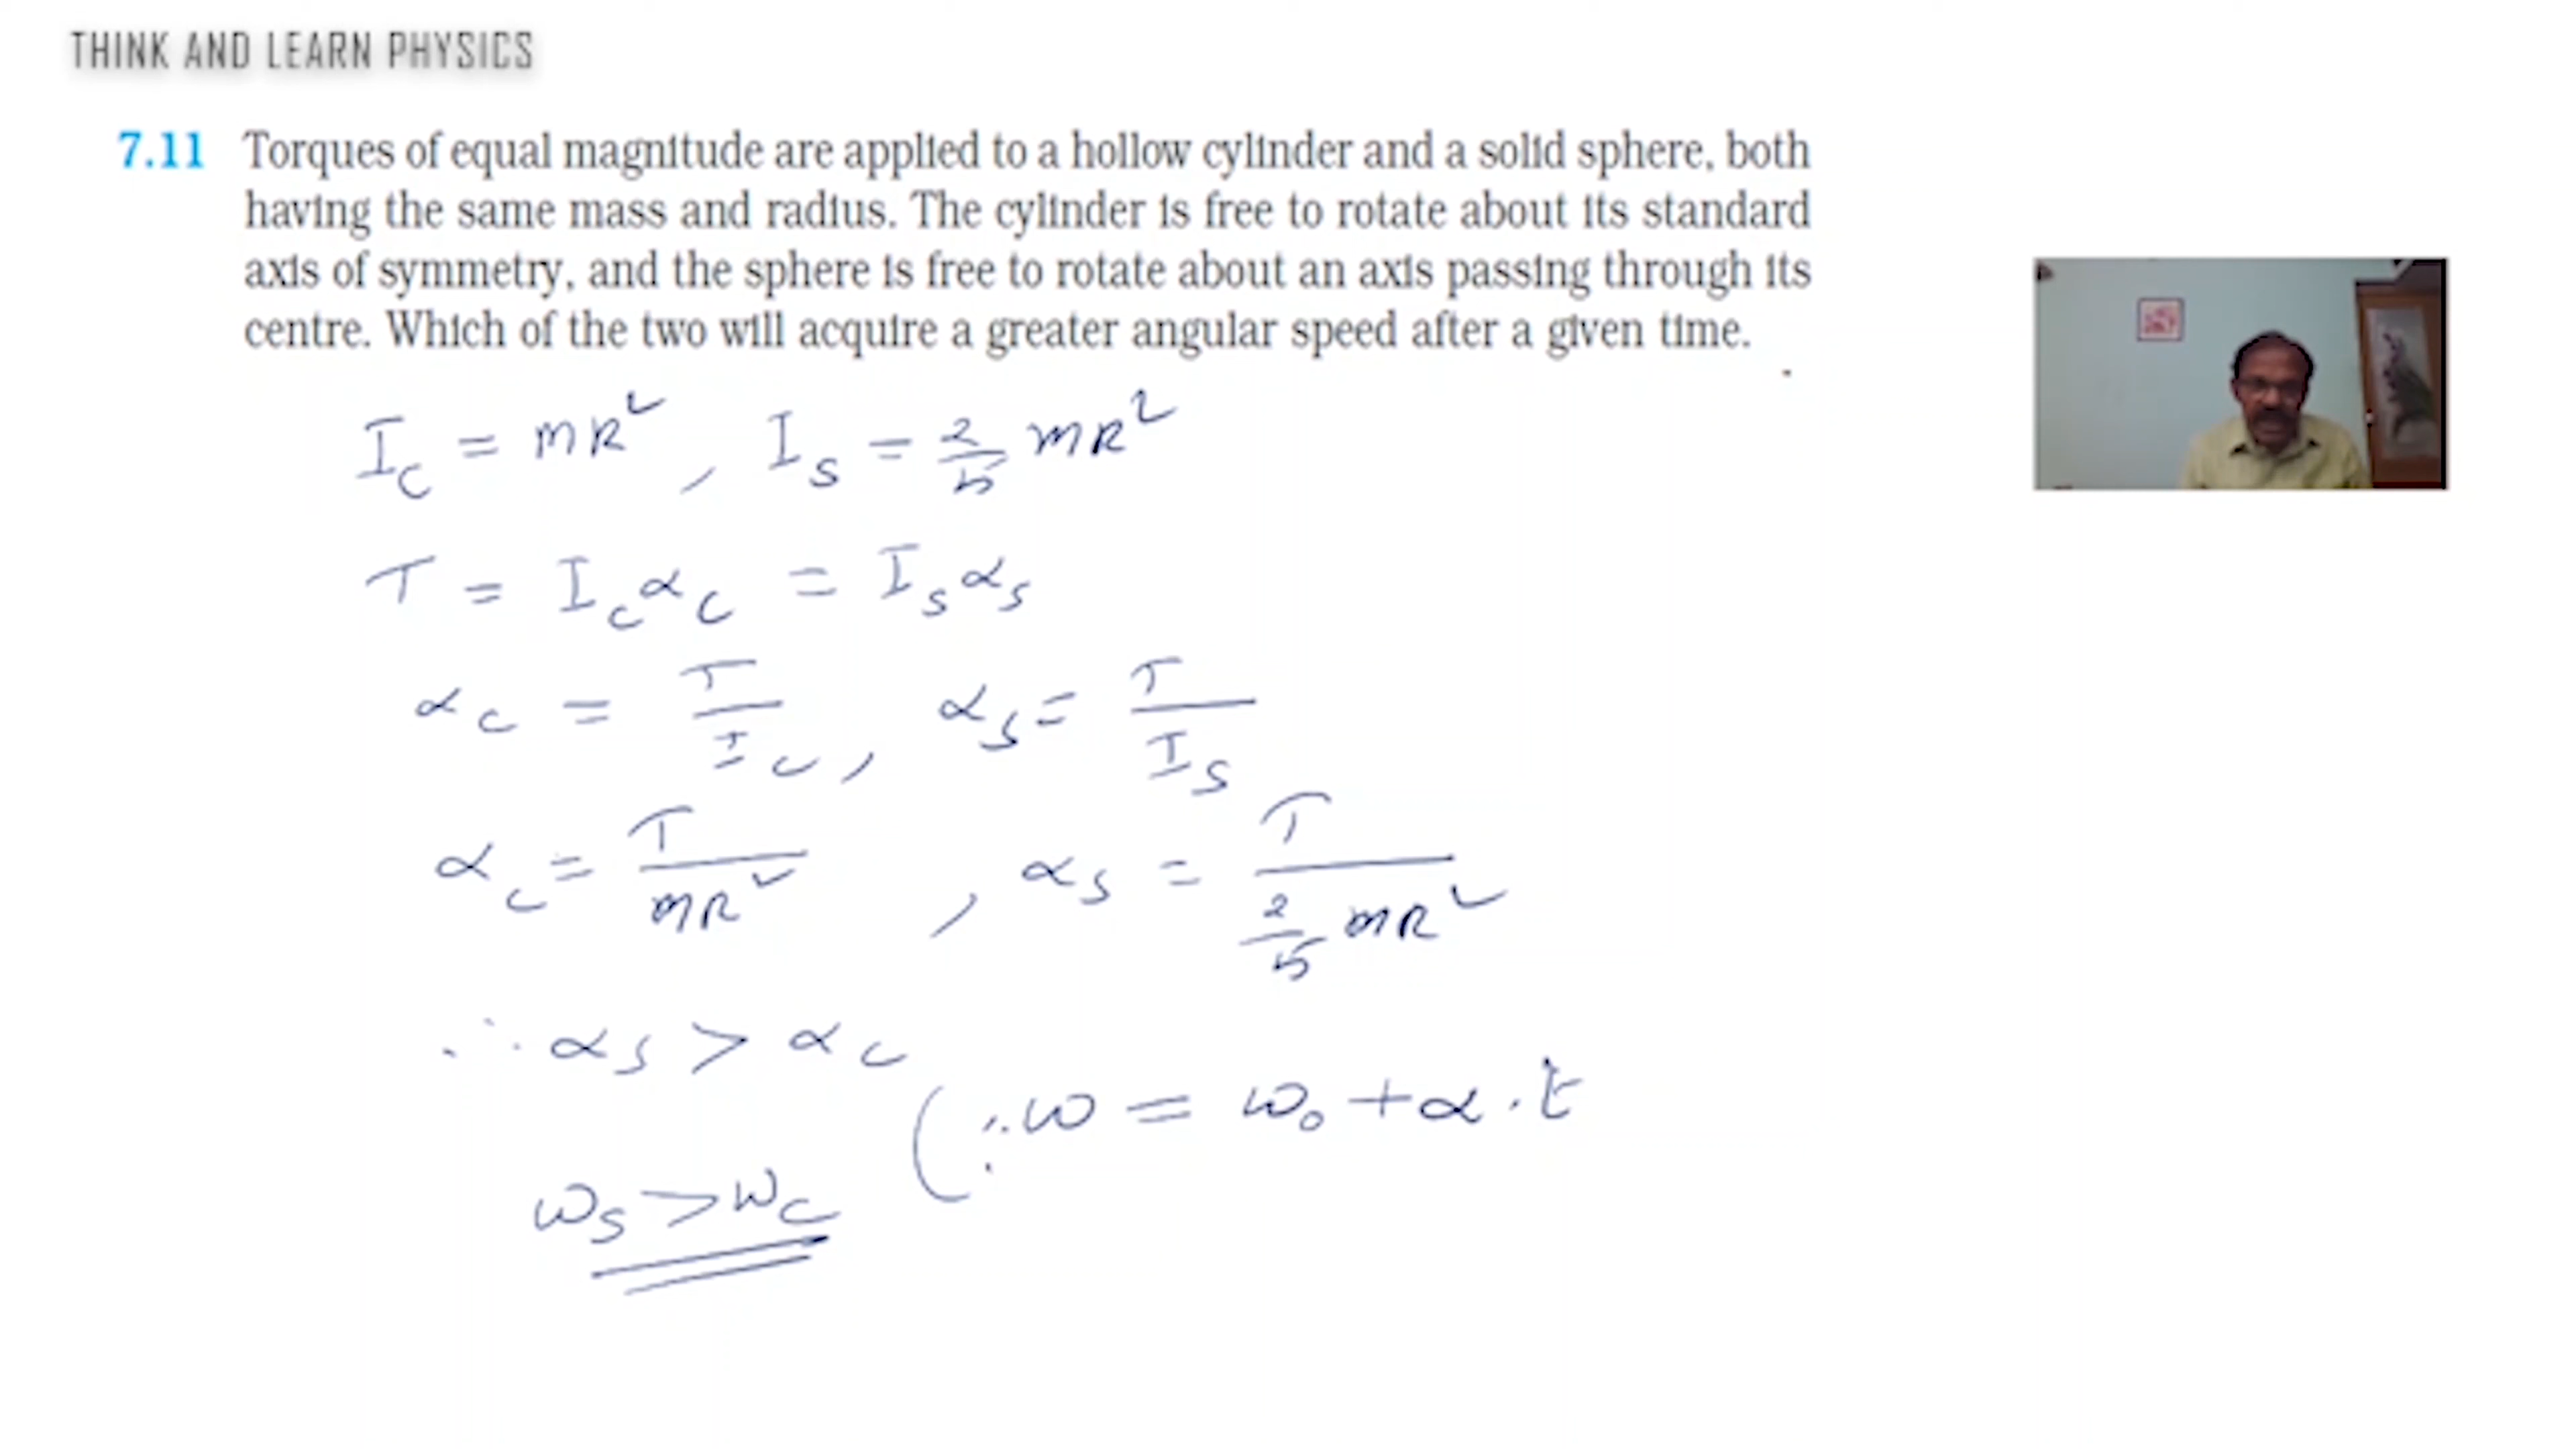 THINK AND LEARN PHYSICS
7.11 Torques of equal magnitude are applied to a hollow cylinder and a solid sphere, both
having the same mass and radius. The cylinder is free to rotate about its standard
axis of symmetry, and the sphere is free to rotate about an axis passing through its
centre. Which of the two will acquire a greater angular speed after a given time.
I_C = MR², I_S = 2/5 MR²
τ = I_C α_C = I_S α_S
α_C = τ/I_C, α_S = τ/I_S
α_C = τ/MR², α_S = τ/(2/5 MR²)
∴ α_S > α_C
(∵ ω = ω₀ + α.t
ω_S > ω_C